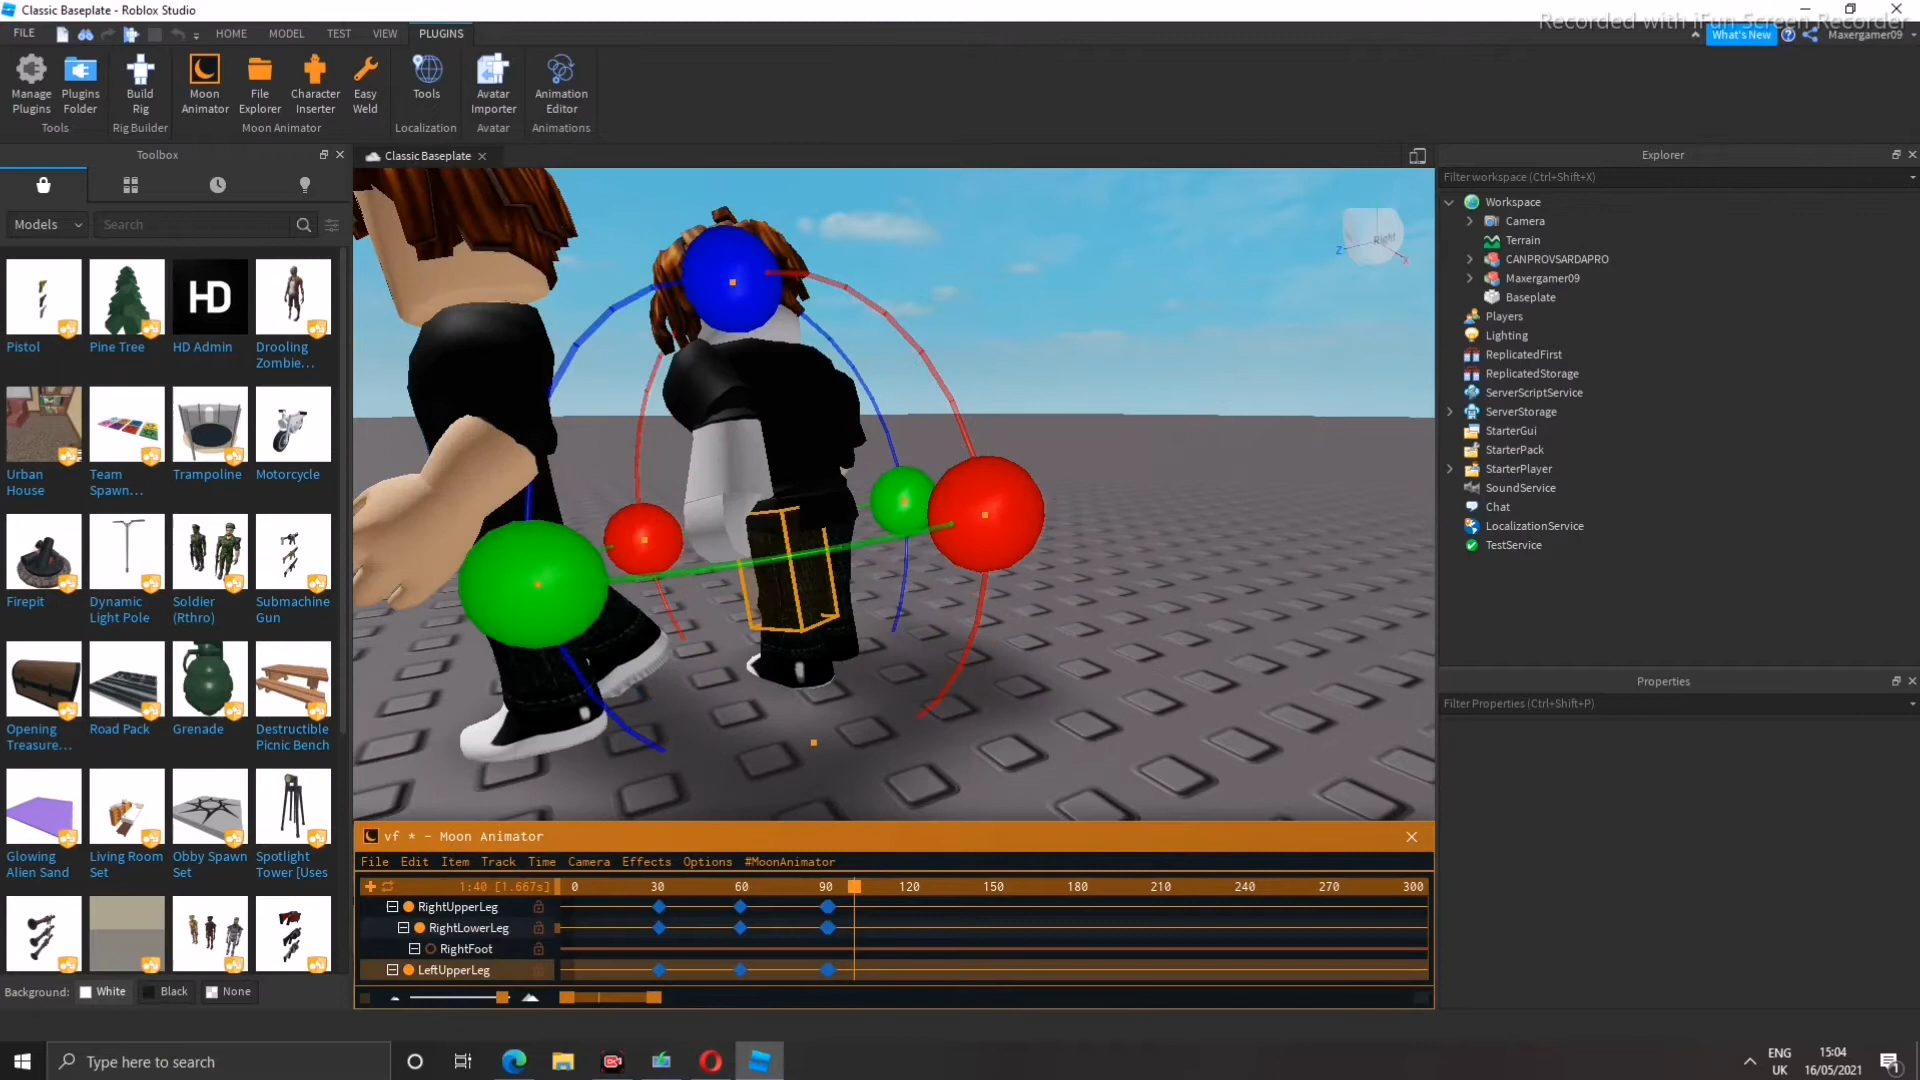 Classic Baseplate - Roblox Studio
Recorded with iFun Screen Recorder
FILE HOME MODEL TEST VIEW PLUGINS
What's New Maxergamer09
Manage Plugins
Plugins Folder
Build Rig
Moon Animator
File Explorer
Character Inserter
Easy Weld
Tools
Avatar Importer
Animation Editor
Tools Rig Builder Moon Animator Localization Avatar Animations
Toolbox
Classic Baseplate
Models Search
Pistol Pine Tree HD Admin Drooling Zombie...
HD
Urban House
Team Spawn...
Trampoline
Motorcycle
Firepit
Dynamic Light Pole
Soldier (Rthro)
Submachine Gun
Opening Treasure...
Road Pack
Grenade
Destructible Picnic Bench
Glowing Alien Sand
Living Room Set
Obby Spawn Set
Spotlight Tower [Uses
Background: White Black None
Right
Z
X
Explorer
Filter workspace (Ctrl+Shift+X)
Workspace
Camera
Terrain
CANPROVSARDAPRO
Maxergamer09
Baseplate
Players
Lighting
ReplicatedFirst
ReplicatedStorage
ServerScriptService
ServerStorage
StarterGui
StarterPack
StarterPlayer
SoundService
Chat
LocalizationService
TestService
Properties
Filter Properties (Ctrl+Shift+P)
vf * - Moon Animator
File Edit Item Track Time Camera Effects Options #MoonAnimator
1:40 [1.667s] 0 30 60 90 120 150 180 210 240 270 300
RightUpperLeg
RightLowerLeg
RightFoot
LeftUpperLeg
Type here to search
ENG
UK
15:04
16/05/2021
1